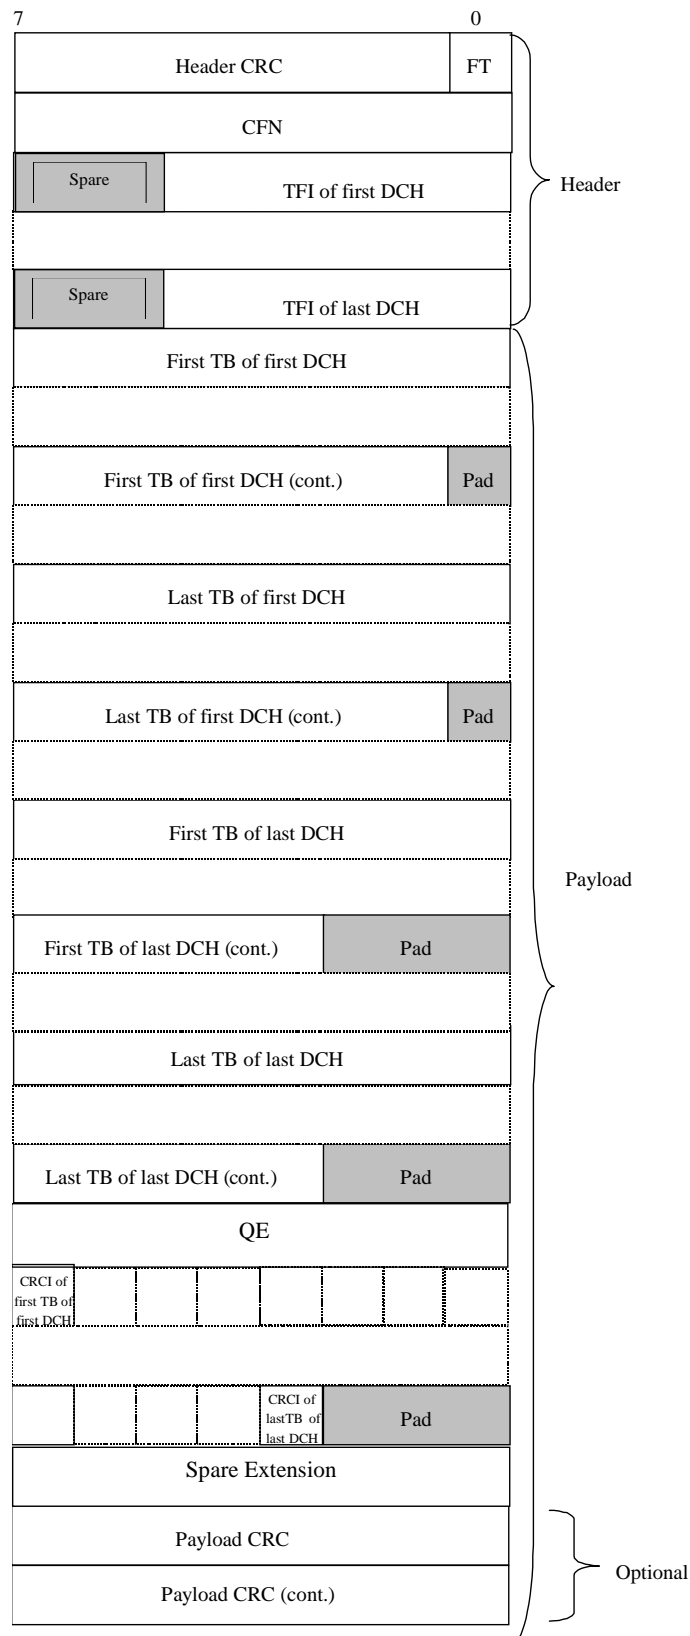 7 0
Header CRC FT
CFN
Spare TFI of first DCH
Header
Spare TFI of last DCH
First TB of first DCH
First TB of first DCH (cont.) Pad
Last TB of first DCH
Last TB of first DCH (cont.) Pad
First TB of last DCH
Payload
First TB of last DCH (cont.) Pad
Last TB of last DCH
Last TB of last DCH (cont.) Pad
QE
CRCI of
first TB of
first DCH
CRCI of
lastTB of
last DCH
Pad
Spare Extension
Payload CRC
Optional
Payload CRC (cont.)